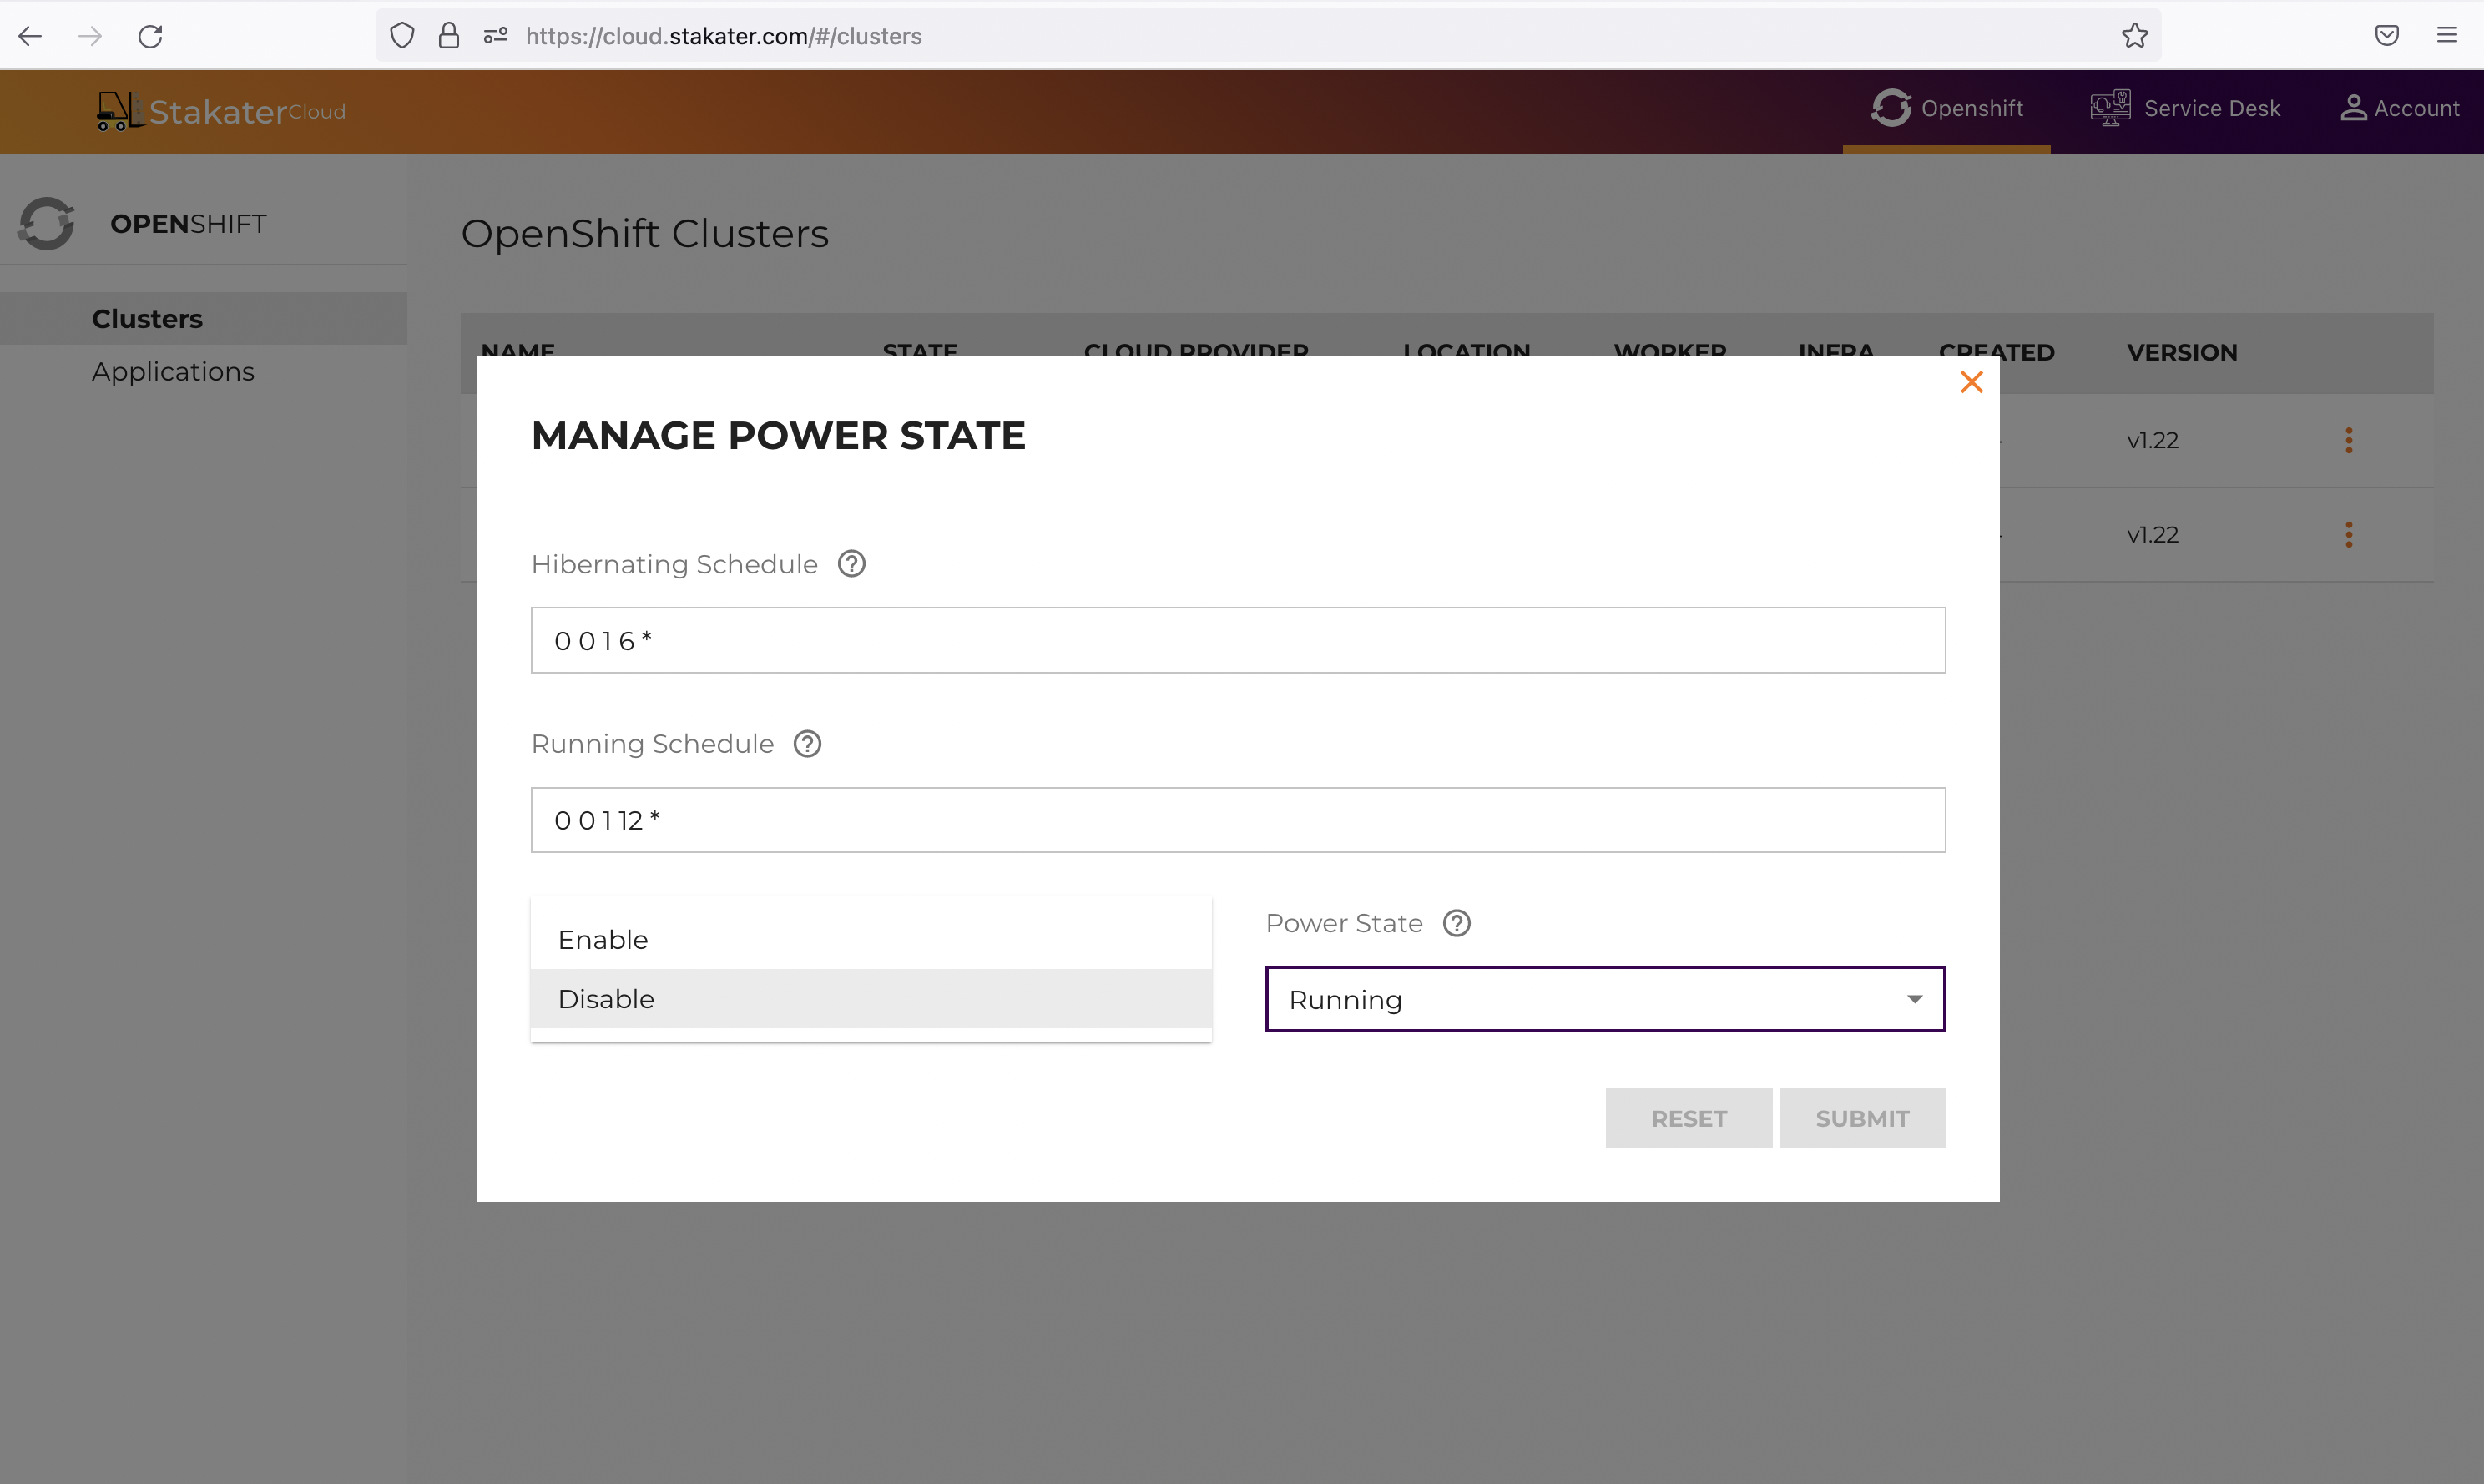 https://cloud.stakater.com/#/clusters
StakaterCloud
Openshift
Service Desk
Account
OPENSHIFT
Clusters
Applications
OpenShift Clusters
NAME STATE CLOUD PROVIDER LOCATION WORKER INFRA CREATED VERSION
v1.22
v1.22
MANAGE POWER STATE
Hibernating Schedule ?
0 0 1 6 *
Running Schedule ?
0 0 1 12 *
Enable
Disable
Power State ?
Running
RESET
SUBMIT